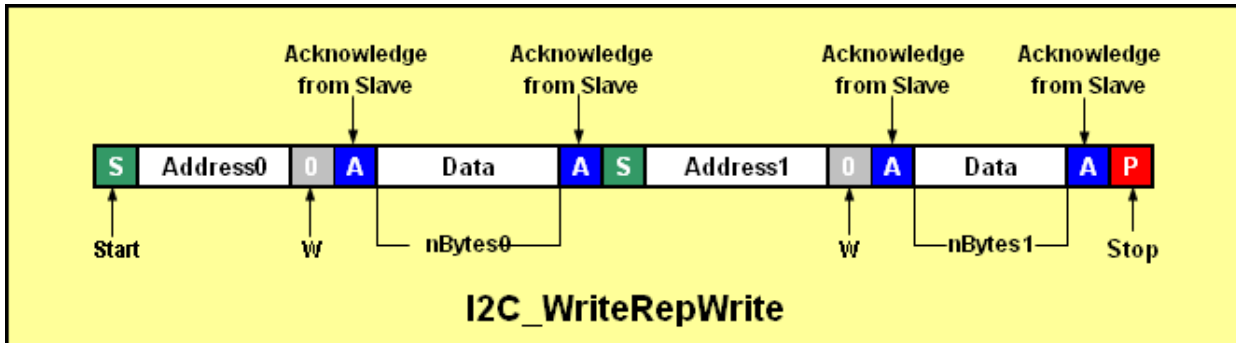 Acknowledge from Slave
Acknowledge from Slave
Acknowledge from Slave
Acknowledge from Slave
S Address0 0 A Data A S Address1 0 A Data A P
Start W nBytes0 W nBytes1 Stop
I2C_WriteRepWrite